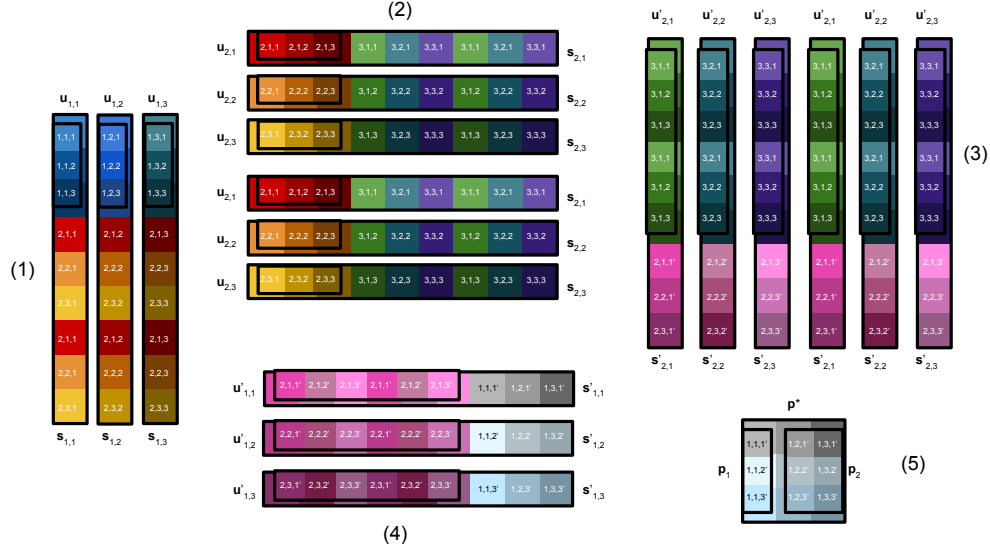 (1)
u1,1 u1,2 u1,3
1,1,1 1,2,1 1,3,1
1,1,2 1,2,2 1,3,2
1,1,3 1,2,3 1,3,3
2,1,1 2,1,2 2,1,3
2,2,1 2,2,2 2,2,3
2,3,1 2,3,2 2,3,3
2,1,1 2,1,2 2,1,3
2,2,1 2,2,2 2,2,3
2,3,1 2,3,2 2,3,3
s1,1 s1,2 s1,3
(2)
u2,1 2,1,1 2,1,2 2,1,3 3,1,1 3,2,1 3,3,1 3,1,1 3,2,1 3,3,1 s2,1
u2,2 2,2,1 2,2,2 2,2,3 3,1,2 3,2,2 3,3,2 3,1,2 3,2,2 3,3,2 s2,2
u2,3 2,3,1 2,3,2 2,3,3 3,1,3 3,2,3 3,3,3 3,1,3 3,2,3 3,3,3 s2,3
u2,1 2,1,1 2,1,2 2,1,3 3,1,1 3,2,1 3,3,1 3,1,1 3,2,1 3,3,1 s2,1
u2,2 2,2,1 2,2,2 2,2,3 3,1,2 3,2,2 3,3,2 3,1,2 3,2,2 3,3,2 s2,2
u2,3 2,3,1 2,3,2 2,3,3 3,1,3 3,2,3 3,3,3 3,1,3 3,2,3 3,3,3 s2,3
u'2,1 u'2,2 u'2,3 u'2,1 u'2,2 u'2,3
3,1,1 3,2,1 3,3,1 3,1,1 3,2,1 3,3,1
3,1,2 3,2,2 3,3,2 3,1,2 3,2,2 3,3,2
3,1,3 3,2,3 3,3,3 3,1,3 3,2,3 3,3,3
3,1,1 3,2,1 3,3,1 3,1,1 3,2,1 3,3,1
3,1,2 3,2,2 3,3,2 3,1,2 3,2,2 3,3,2
3,1,3 3,2,3 3,3,3 3,1,3 3,2,3 3,3,3
2,1,1' 2,1,2' 2,1,3' 2,1,1' 2,1,2' 2,1,3'
2,2,1' 2,2,2' 2,2,3' 2,2,1' 2,2,2' 2,2,3'
2,3,1' 2,3,2' 2,3,3' 2,3,1' 2,3,2' 2,3,3'
s'2,1 s'2,2 s'2,3 s'2,1 s'2,2 s'2,3
(3)
u'1,1 2,1,1' 2,1,2' 2,1,3' 2,1,1' 2,1,2' 2,1,3' 1,1,1' 1,2,1' 1,3,1' s'1,1
u'1,2 2,2,1' 2,2,2' 2,2,3' 2,2,1' 2,2,2' 2,2,3' 1,1,2' 1,2,2' 1,3,2' s'1,2
u'1,3 2,3,1' 2,3,2' 2,3,3' 2,3,1' 2,3,2' 2,3,3' 1,1,3' 1,2,3' 1,3,3' s'1,3
(4)
p*
1,1,1' 1,2,1' 1,3,1'
p1 1,1,2' 1,2,2' 1,3,2' p2
1,1,3' 1,2,3' 1,3,3'
(5)